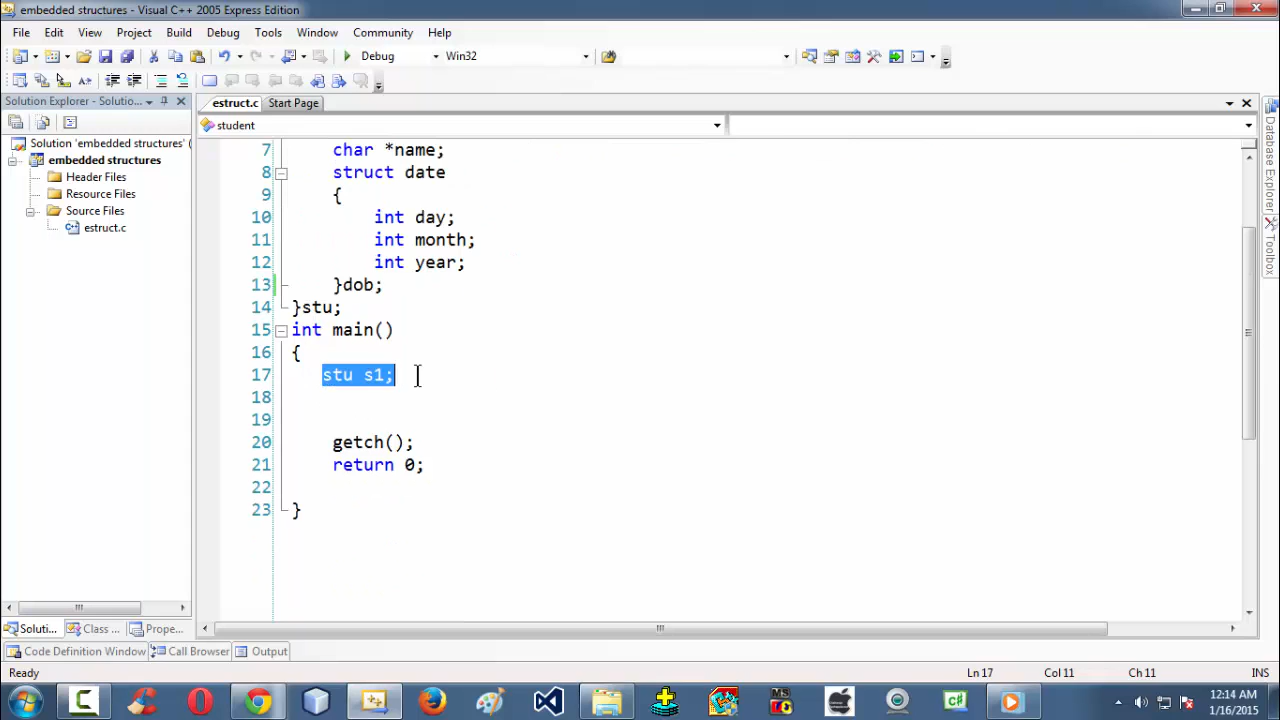 embedded structures - Visual C++ 2005 Express Edition
File Edit View Project Build Debug Tools Window Community Help
Debug Win32
Solution Explorer - Solutio...
estruct.c Start Page
student
Solution 'embedded structures' (
embedded structures
Header Files
Resource Files
Source Files
estruct.c
7 char *name;
8 struct date
9 {
10 int day;
11 int month;
12 int year;
13 }dob;
14 }stu;
15 int main()
16 {
17 stu s1;
18
19
20 getch();
21 return 0;
22
23 }
Database Explorer
Toolbox
Soluti... Class ... Prope...
Code Definition Window Call Browser Output
Ready Ln 17 Col 11 Ch 11 INS
MS
C#
12:14 AM
1/16/2015